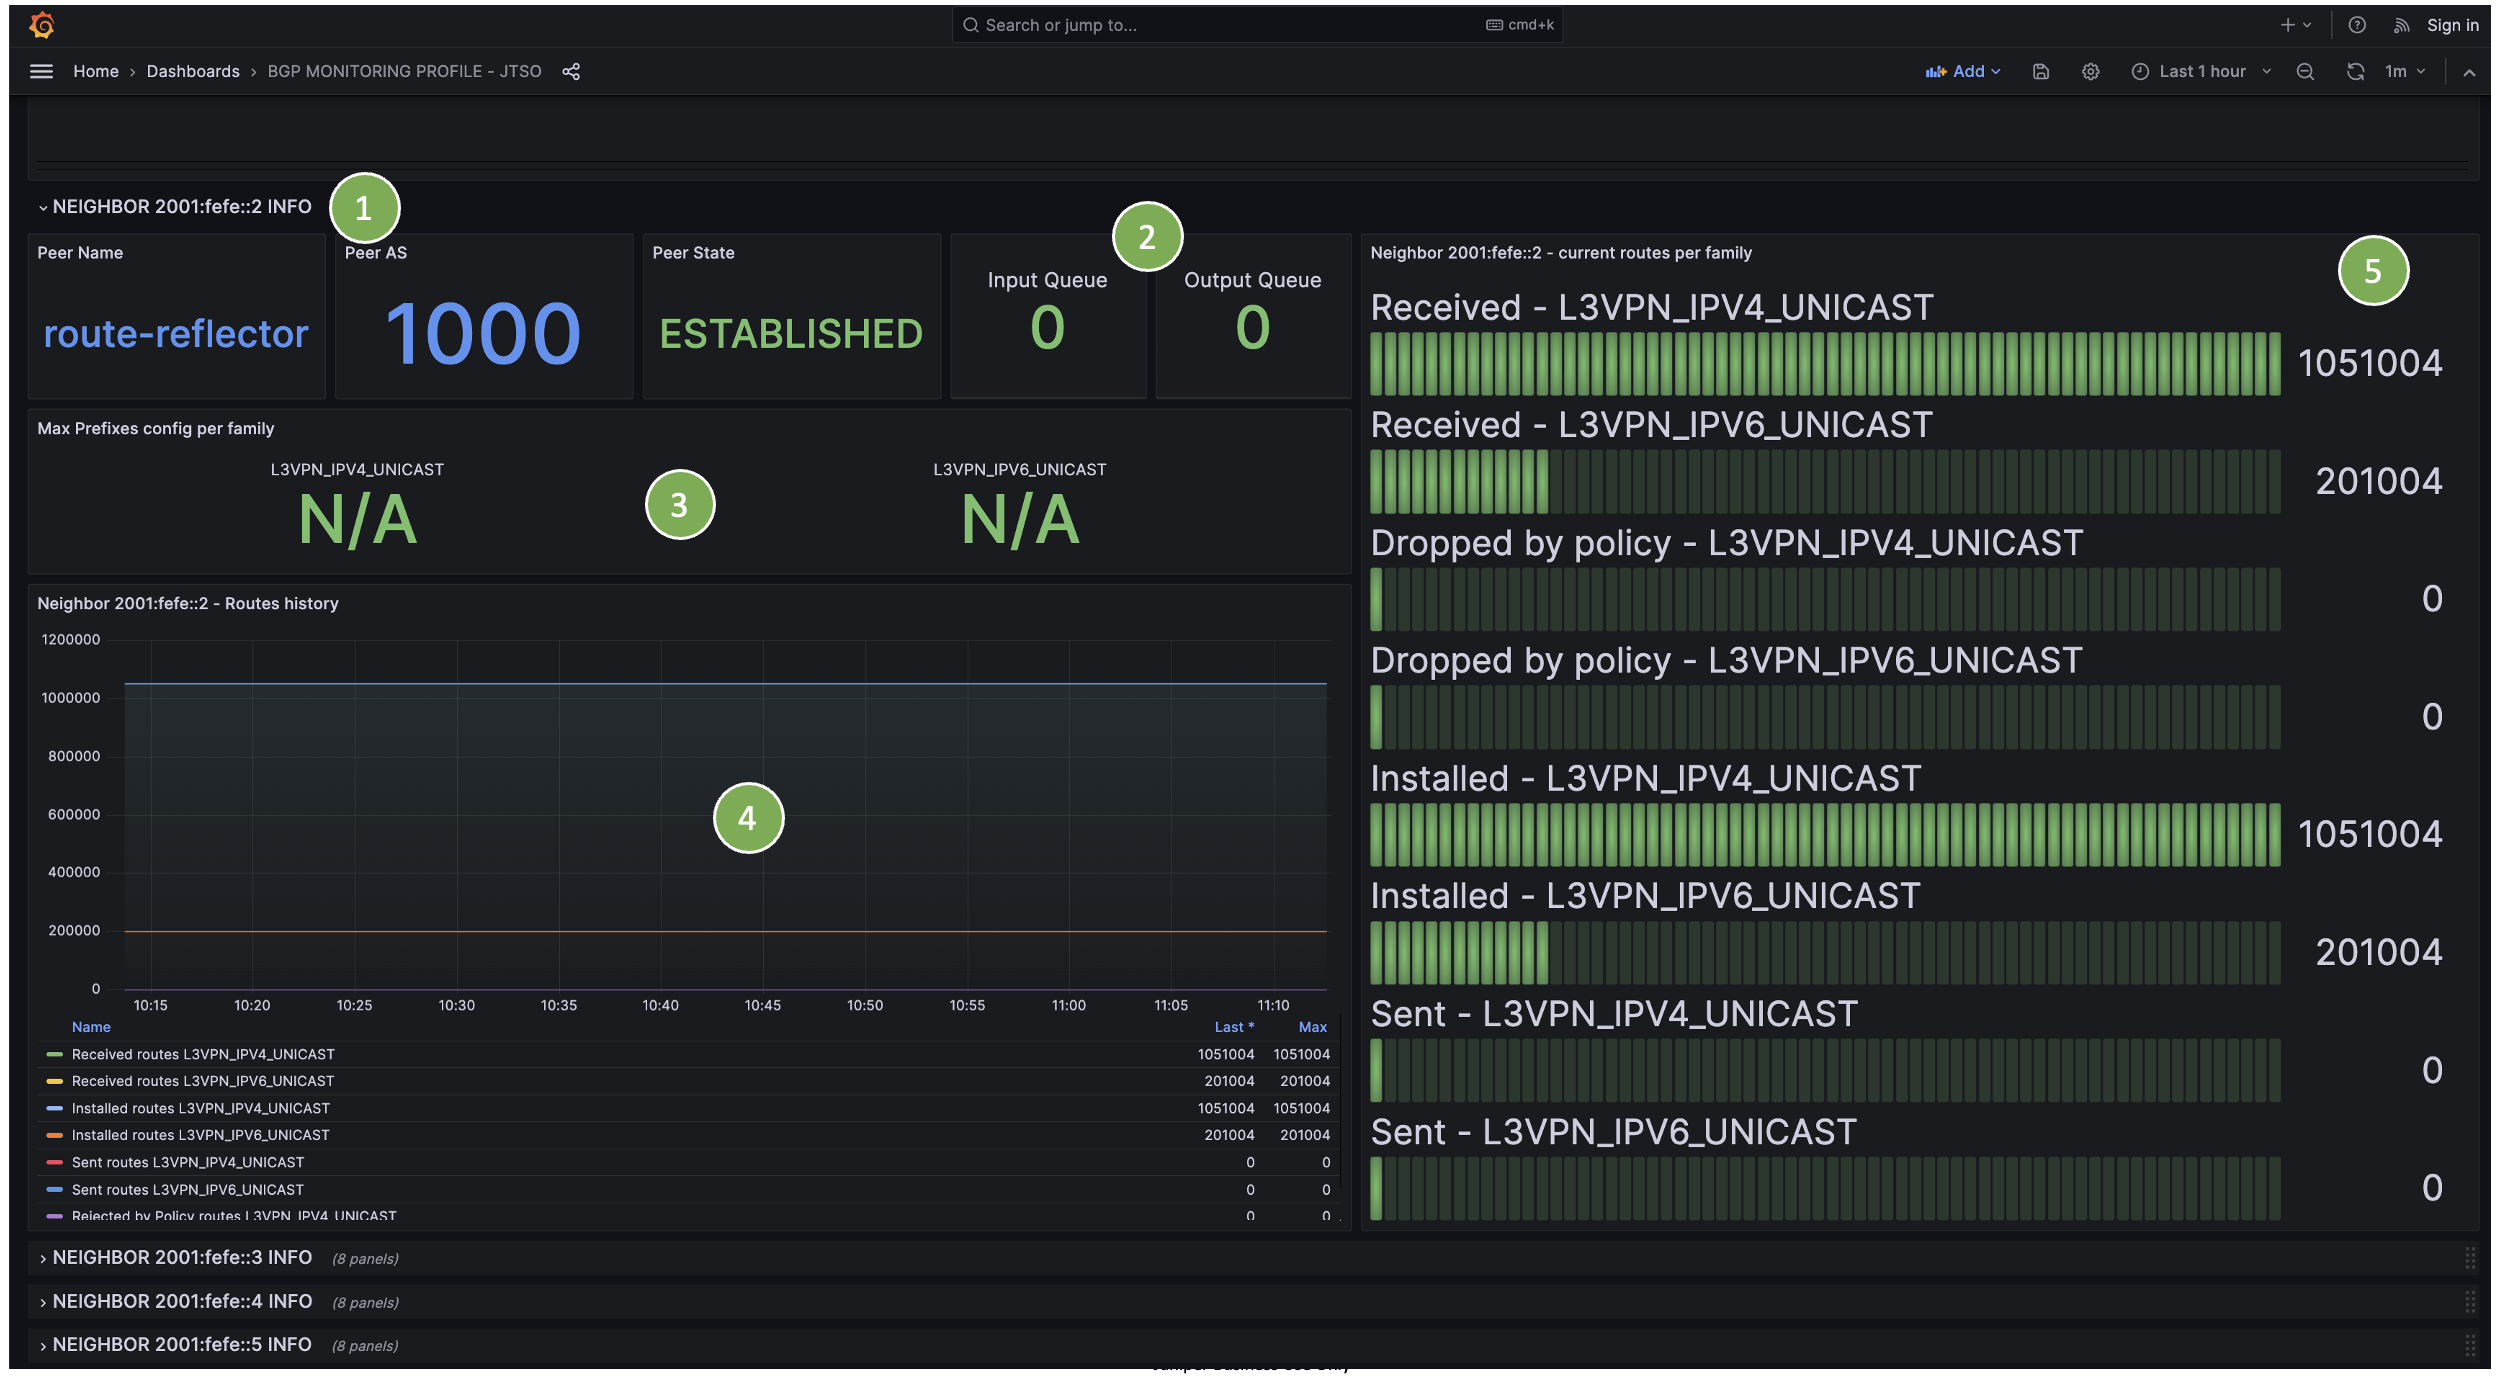 Search or jump to...
cmd+k
Sign in
Home › Dashboards › BGP MONITORING PROFILE - JTSO
Add
Last 1 hour
1m
NEIGHBOR 2001:fefe::2 INFO
1
Peer Name
route-reflector
Peer AS
1000
Peer State
ESTABLISHED
2
Input Queue
0
Output Queue
0
Max Prefixes config per family
L3VPN_IPV4_UNICAST
N/A
3
L3VPN_IPV6_UNICAST
N/A
Neighbor 2001:fefe::2 - Routes history
1200000
1000000
800000
600000
400000
200000
0
4
10:15 10:20 10:25 10:30 10:35 10:40 10:45 10:50 10:55 11:00 11:05 11:10
Name Last * Max
Received routes L3VPN_IPV4_UNICAST 1051004 1051004
Received routes L3VPN_IPV6_UNICAST 201004 201004
Installed routes L3VPN_IPV4_UNICAST 1051004 1051004
Installed routes L3VPN_IPV6_UNICAST 201004 201004
Sent routes L3VPN_IPV4_UNICAST 0 0
Sent routes L3VPN_IPV6_UNICAST 0 0
Rejected by Policy routes L3VPN_IPV4_UNICAST 0 0
Neighbor 2001:fefe::2 - current routes per family
5
Received - L3VPN_IPV4_UNICAST
1051004
Received - L3VPN_IPV6_UNICAST
201004
Dropped by policy - L3VPN_IPV4_UNICAST
0
Dropped by policy - L3VPN_IPV6_UNICAST
0
Installed - L3VPN_IPV4_UNICAST
1051004
Installed - L3VPN_IPV6_UNICAST
201004
Sent - L3VPN_IPV4_UNICAST
0
Sent - L3VPN_IPV6_UNICAST
0
NEIGHBOR 2001:fefe::3 INFO (8 panels)
NEIGHBOR 2001:fefe::4 INFO (8 panels)
NEIGHBOR 2001:fefe::5 INFO (8 panels)
Juniper Business Use Only